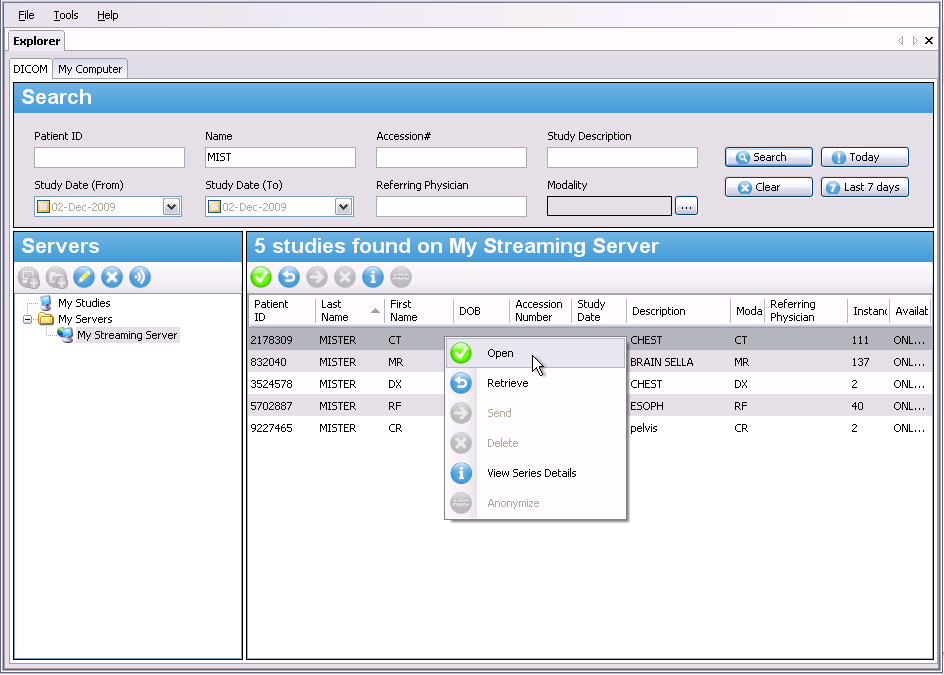 File Tools Help
Explorer
DICOM My Computer
Search
Patient ID Name Accession# Study Description
MIST
Search Today
Study Date (From) Study Date (To) Referring Physician Modality
02-Dec-2009 02-Dec-2009 ...
Clear 7 Last 7 days
Servers
My Studies
My Servers
My Streaming Server
5 studies found on My Streaming Server
Patient ID Last Name First Name DOB Accession Number Study Date Description Moda Referring Physician Instanc Availat
2178309 MISTER CT CHEST CT 111 ONL...
832040 MISTER MR BRAIN SELLA MR 137 ONL...
3524578 MISTER DX CHEST DX 2 ONL...
5702887 MISTER RF ESOPH RF 40 ONL...
9227465 MISTER CR pelvis CR 2 ONL...
Open
Retrieve
Send
Delete
View Series Details
Anonymize